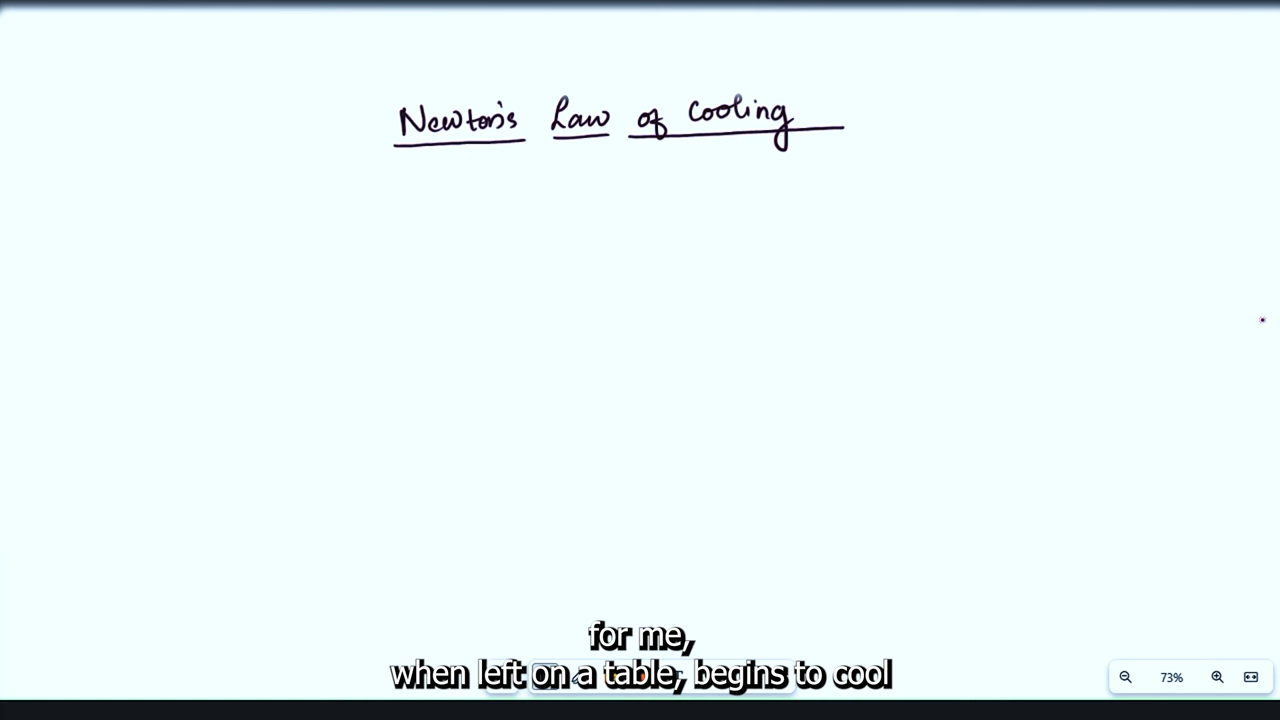 Newton's Law of Cooling
for me,
when left on a table, begins to cool
73%